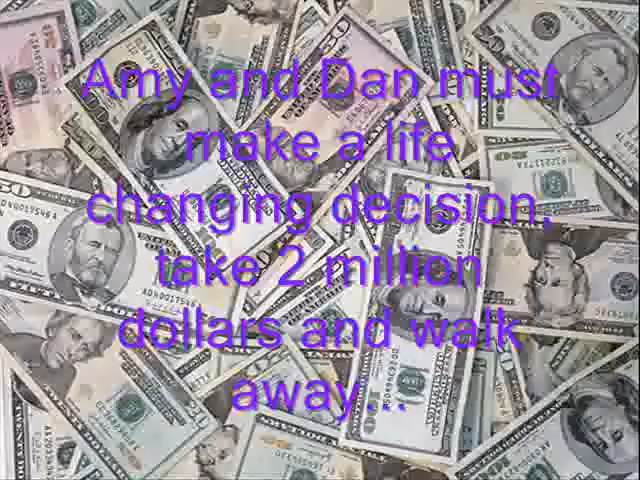 Amy and Dan must
make a life
changing decision,
take 2 million
dollars and walk
away...